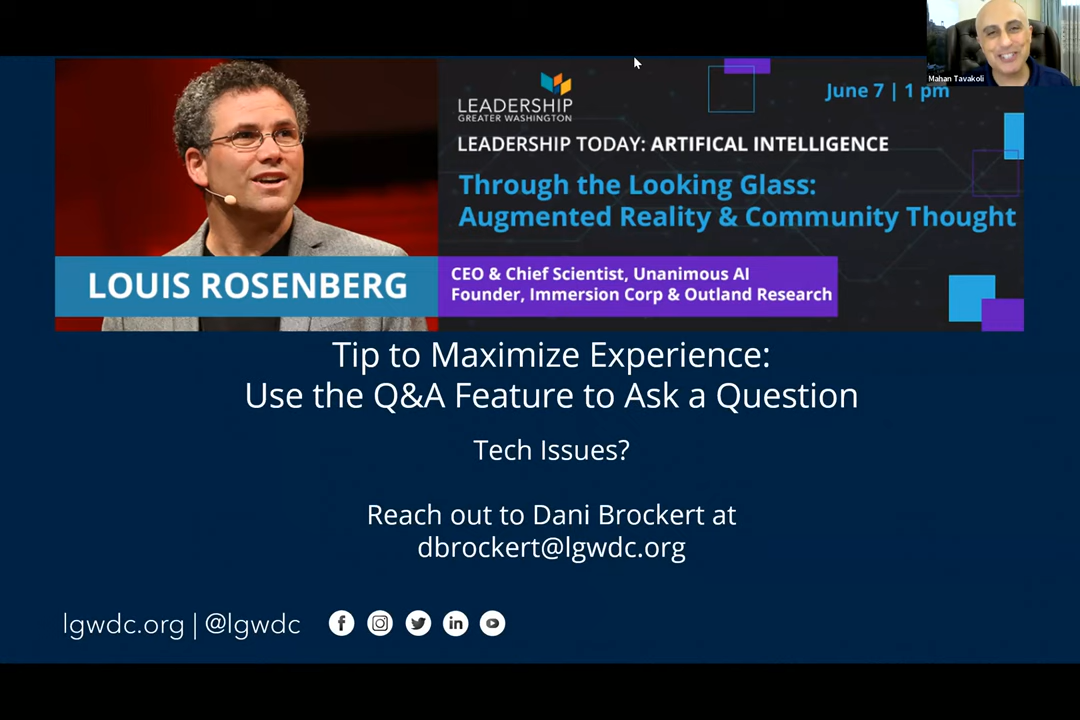 Mahan Tavakoli
LEADERSHIP
GREATER WASHINGTON
June 7 | 1 pm
LEADERSHIP TODAY: ARTIFICAL INTELLIGENCE
Through the Looking Glass:
Augmented Reality & Community Thought
LOUIS ROSENBERG
CEO & Chief Scientist, Unanimous AI
Founder, Immersion Corp & Outland Research
Tip to Maximize Experience:
Use the Q&A Feature to Ask a Question
Tech Issues?
Reach out to Dani Brockert at
dbrockert@lgwdc.org
lgwdc.org | @lgwdc